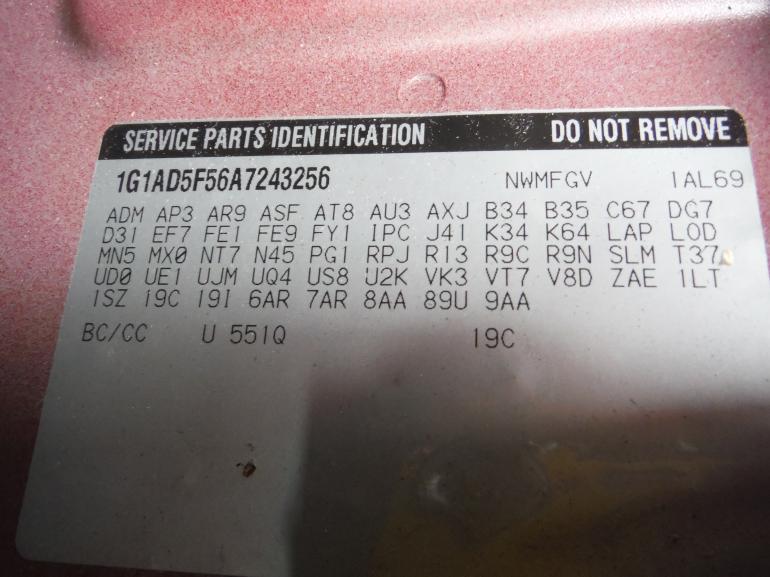 SERVICE PARTS IDENTIFICATION DO NOT REMOVE
1G1AD5F56A7243256 NWMFGV 1AL69
ADM AP3 AR9 ASF AT8 AU3 AXJ B34 B35 C67 DG7
D31 EF7 FE1 FE9 FY1 IPC J41 K34 K64 LAP LOD
MN5 MX0 NT7 N45 PG1 RPJ R13 R9C R9N SLM T37
UD0 UE1 UJM UQ4 US8 U2K VK3 VT7 V8D ZAE 1LT
1SZ 19C 19I 6AR 7AR 8AA 89U 9AA
BC/CC U 551Q 19C